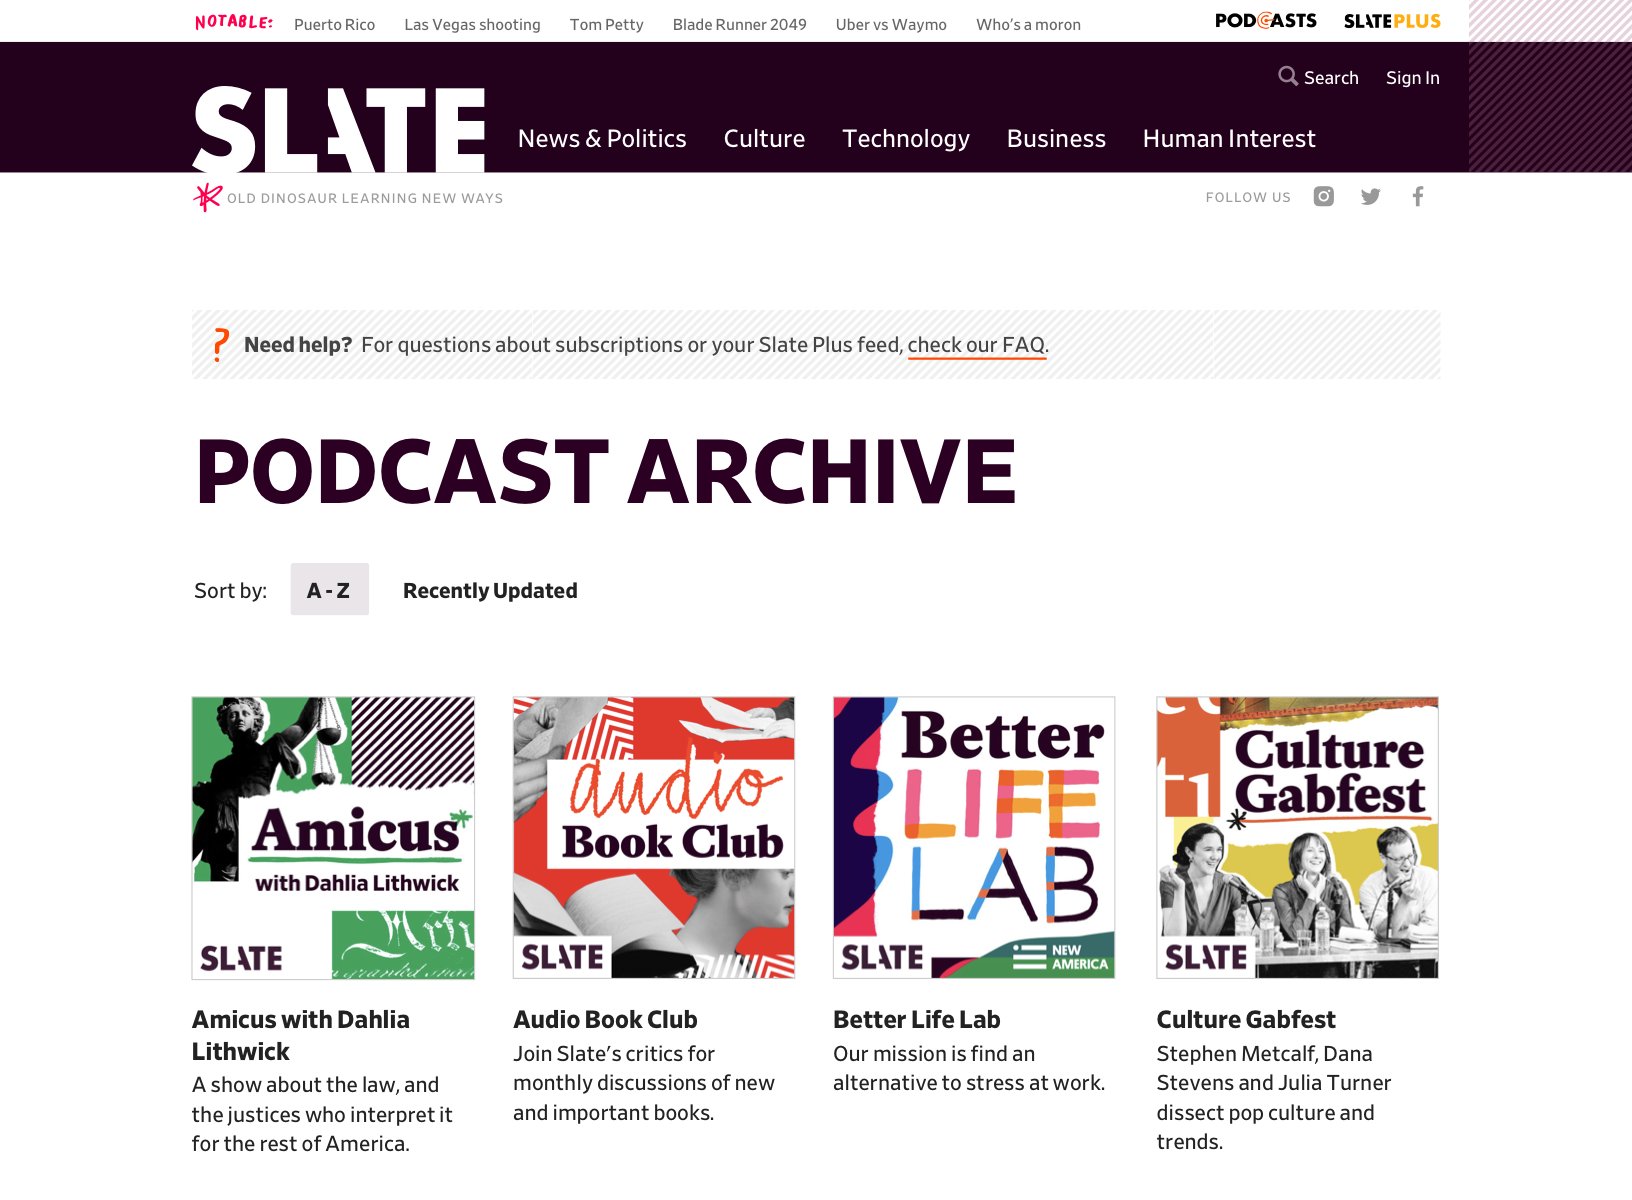 NOTABLE: Puerto Rico Las Vegas shooting Tom Petty Blade Runner 2049 Uber vs Waymo Who's a moron PODCASTS SLATEPLUS
Search Sign In
SLATE News & Politics Culture Technology Business Human Interest
OLD DINOSAUR LEARNING NEW WAYS FOLLOW US
? Need help? For questions about subscriptions or your Slate Plus feed, check our FAQ.
PODCAST ARCHIVE
Sort by: A - Z Recently Updated
Amicus
with Dahlia Lithwick
SLATE
audio
Book Club
SLATE
Better
LIFE
LAB
SLATE
NEW
AMERICA
Culture
Gabfest
SLATE
Amicus with Dahlia
Lithwick
A show about the law, and
the justices who interpret it
for the rest of America.
Audio Book Club
Join Slate's critics for
monthly discussions of new
and important books.
Better Life Lab
Our mission is find an
alternative to stress at work.
Culture Gabfest
Stephen Metcalf, Dana
Stevens and Julia Turner
dissect pop culture and
trends.